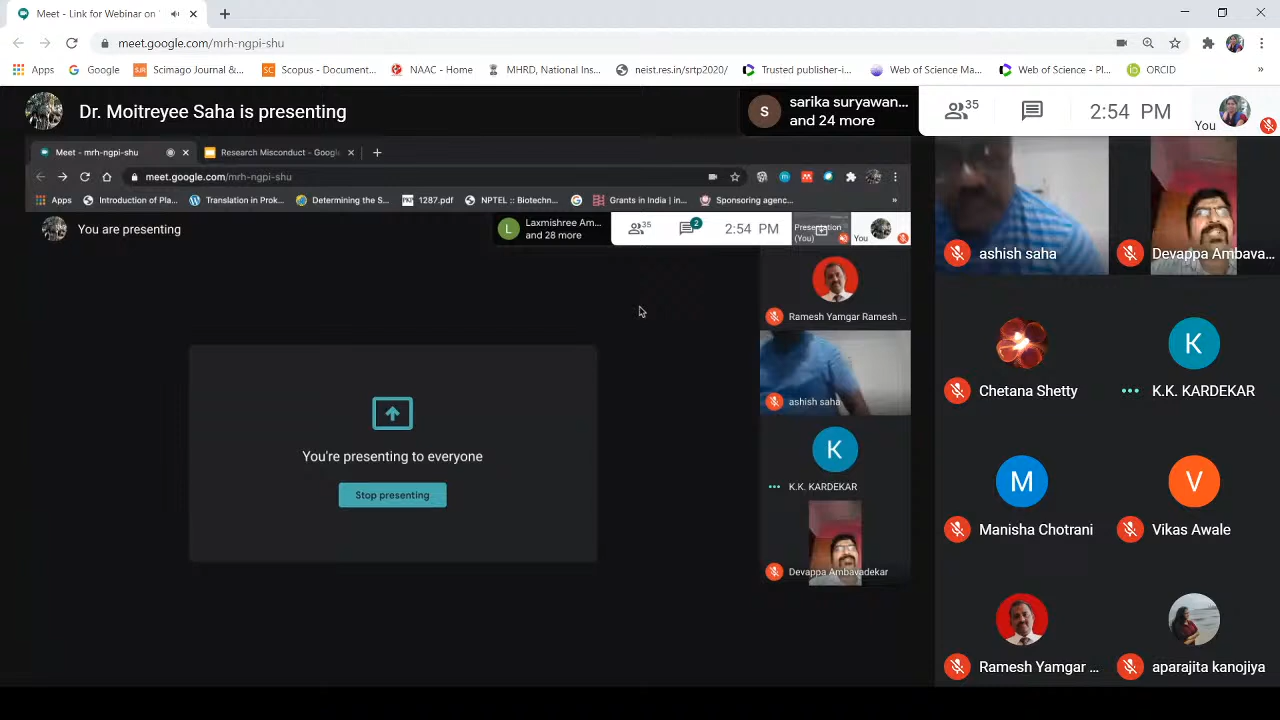 Meet - Link for Webinar on '
meet.google.com/mrh-ngpi-shu
Apps
Google
SJR
Scimago Journal &...
SC
Scopus - Document...
NAAC - Home
MHRD, National Ins...
neist.res.in/srtp2020/
Trusted publisher-i...
Web of Science Ma...
Web of Science - Pl...
iD
ORCID
»
Dr. Moitreyee Saha is presenting
S
sarika suryawan...
and 24 more
35
2:54 PM
You
Meet - mrh-ngpi-shu
Research Misconduct - Google
meet.google.com/mrh-ngpi-shu
Apps
Introduction of Pla...
Translation in Prok...
Determining the S...
1287.pdf
NPTEL :: Biotechn...
Grants in India | in...
Sponsoring agenc...
»
You are presenting
L
Laxmishree Am...
and 28 more
35
2
2:54 PM
Presentation
(You)
You
Ramesh Yamgar Ramesh ...
ashish saha
K
K.K. KARDEKAR
Devappa Ambavadekar
You're presenting to everyone
Stop presenting
ashish saha
Devappa Ambava...
Chetana Shetty
K
K.K. KARDEKAR
M
Manisha Chotrani
V
Vikas Awale
Ramesh Yamgar ...
aparajita kanojiya